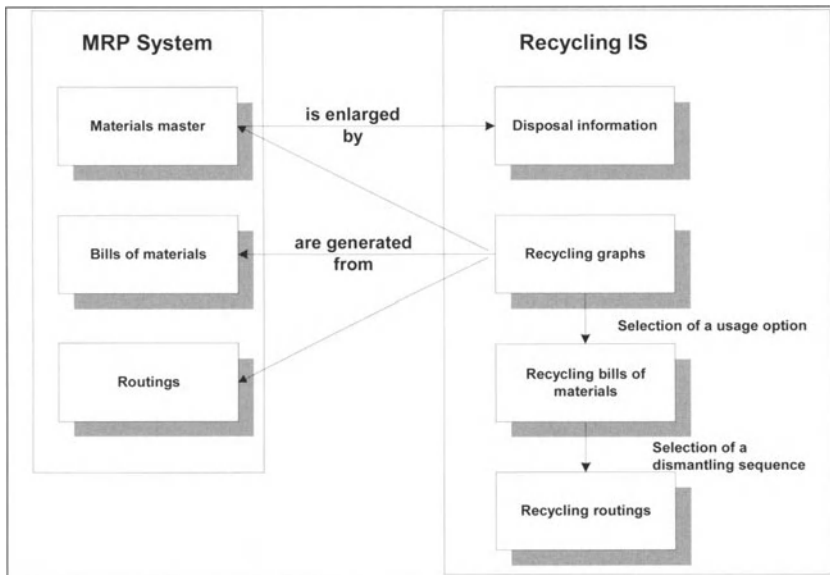 MRP System
Recycling IS
Materials master
is enlarged
by
Disposal information
Bills of materials
are generated
from
Recycling graphs
Selection of a usage option
Routings
Recycling bills of
materials
Selection of a
dismantling sequence
Recycling routings